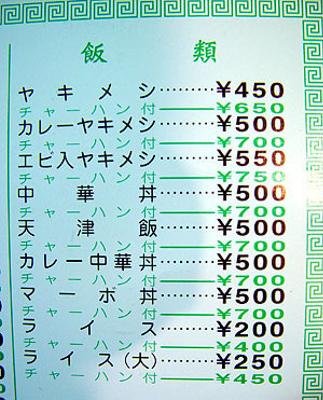 飯類
ヤキメシ………¥450
チャーハン付——¥650
カレーヤキメシ……¥500
チャーハン付——¥700
エビ入ヤキメシ……¥550
チャーハン付——¥750
中華丼………¥500
チャーハン付——¥700
天津飯………¥500
チャーハン付——¥700
カレー中華丼……¥500
チャーハン付——¥700
マーボ丼………¥500
チャーハン付——¥700
ライス………¥200
チャーハン付——¥400
ライス(大)……¥250
チャーハン付——¥450